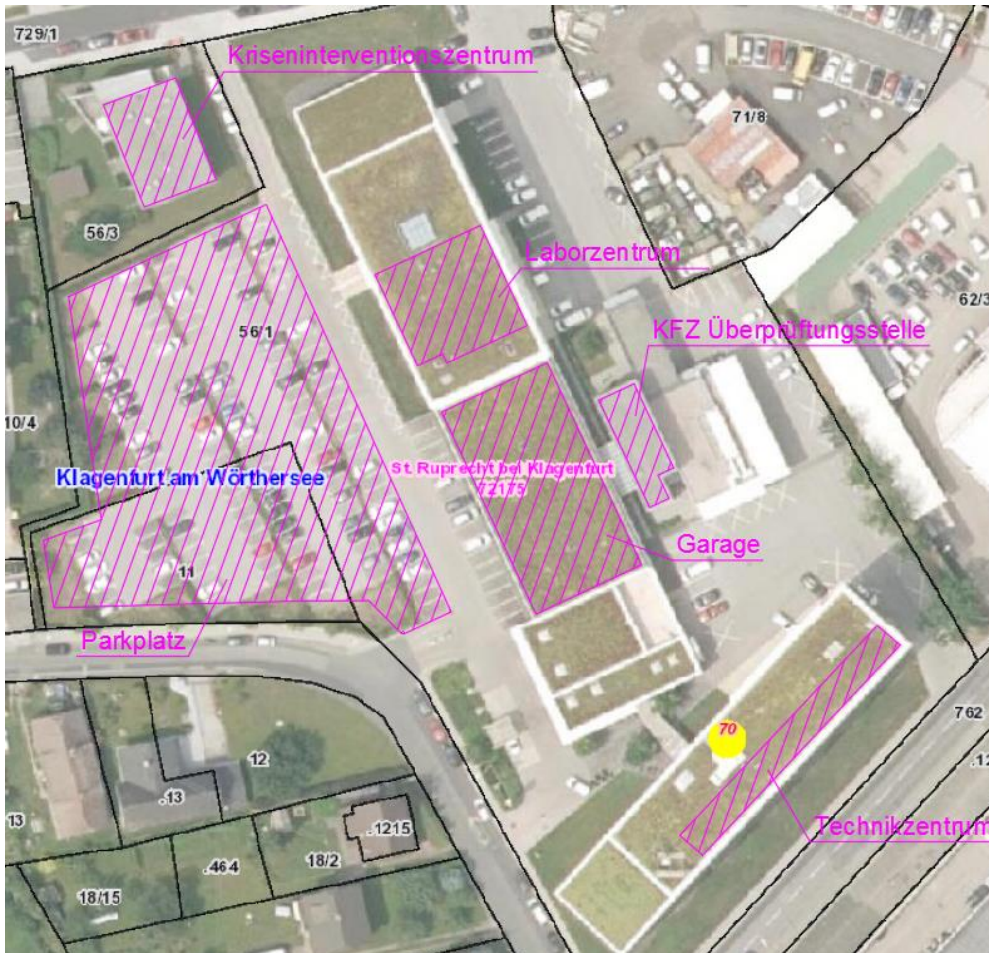 729/1
Kriseninterventionszentrum
71/8
56/3
Laborzentrum
62/3
56/1
KFZ Überprüfungsstelle
10/4
Klagenfurt am Wörthersee
St. Ruprecht bei Klagenfurt
72175
Garage
11
Parkplatz
70
762
12
.13
13
.1215
Technikzentrum
18/2
.464
18/15